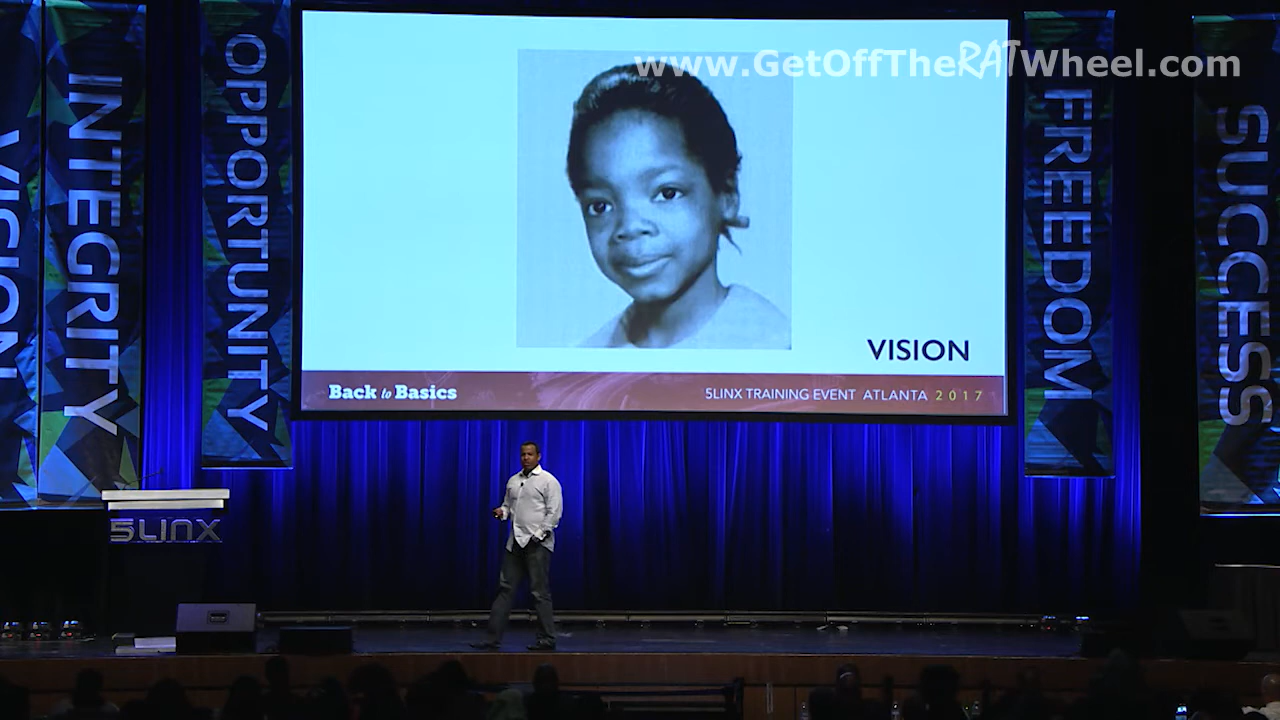 www.GetOffTheRATWheel.com
VISION
INTEGRITY
OPPORTUNITY
FREEDOM
SUCCESS
VISION
Back to Basics
5LINX TRAINING EVENT ATLANTA 2017
5LINX